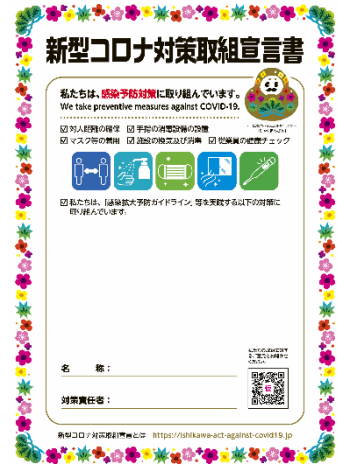 新型コロナ対策取組宣言書
私たちは、感染予防対策に取り組んでいます。
We take preventive measures against COVID-19.
☑対人距離の確保 ☑手指の消毒設備の設置
☑マスク等の着用 ☑施設の換気及び消毒 ☑従業員の健康チェック
☑私たちは、「感染拡大予防ガイドライン」等を実践する以下の対策に
取り組んでいます。
名 称:
対策責任者:
新型コロナ対策取組宣言とは https://ishikawa-act-against-covid19.jp